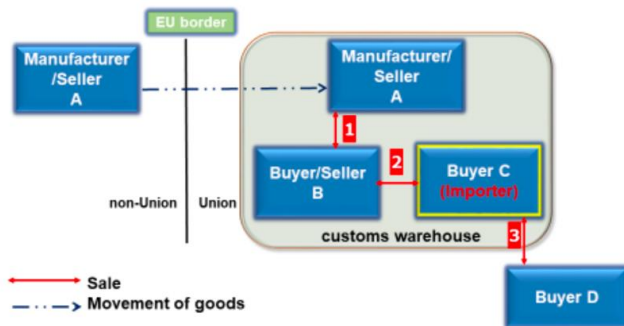 EU border
Manufacturer
/Seller
A
Manufacturer/
Seller
A
1
Buyer/Seller
B
2
Buyer C
(Importer)
non-Union
Union
customs warehouse
3
Sale
Movement of goods
Buyer D